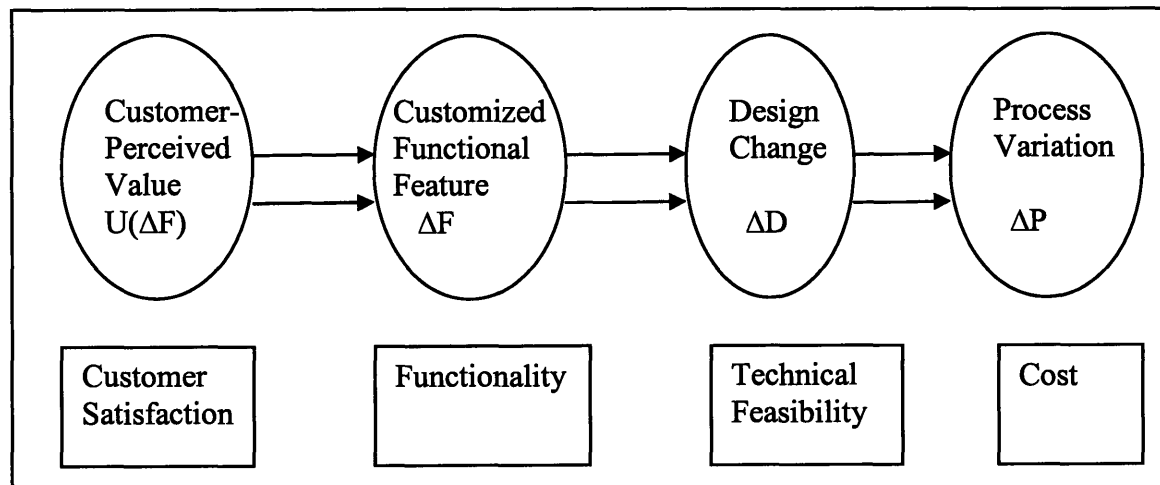 Customer-
Perceived
Value
U(ΔF)
Customized
Functional
Feature
ΔF
Design
Change
ΔD
Process
Variation
ΔP
Customer
Satisfaction
Functionality
Technical
Feasibility
Cost